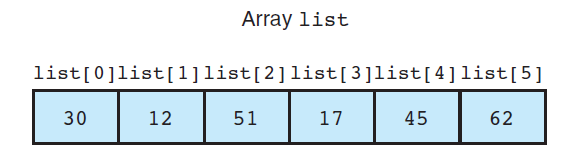 Array list
list[0] list[1] list[2] list[3] list[4] list[5]
30 12 51 17 45 62